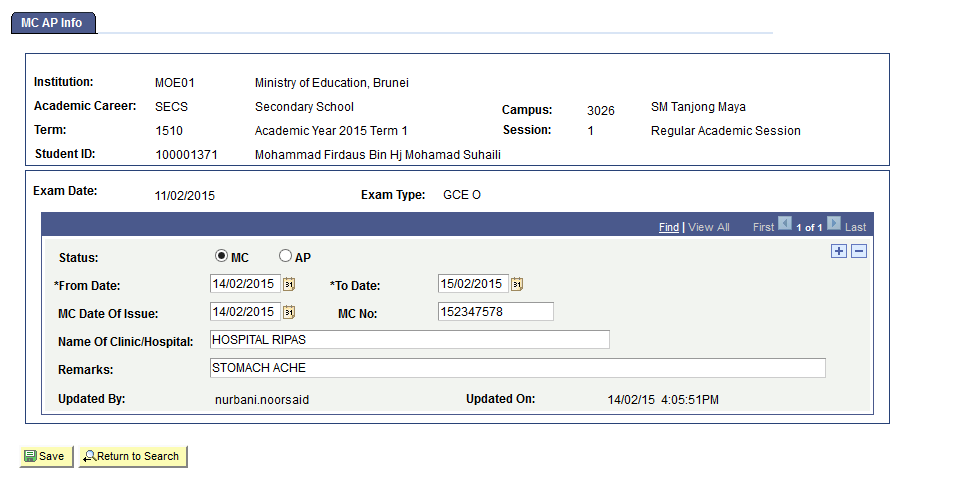 MC AP Info
Institution: MOE01 Ministry of Education, Brunei
Academic Career: SECS Secondary School Campus: 3026 SM Tanjong Maya
Term: 1510 Academic Year 2015 Term 1 Session: 1 Regular Academic Session
Student ID: 100001371 Mohammad Firdaus Bin Hj Mohamad Suhaili
Exam Date: 11/02/2015 Exam Type: GCE O
Find | View All First 1 of 1 Last
Status: MC AP
*From Date: 14/02/2015 31 *To Date: 15/02/2015 31
MC Date Of Issue: 14/02/2015 31 MC No: 152347578
Name Of Clinic/Hospital: HOSPITAL RIPAS
Remarks: STOMACH ACHE
Updated By: nurbani.noorsaid Updated On: 14/02/15 4:05:51PM
Save Return to Search